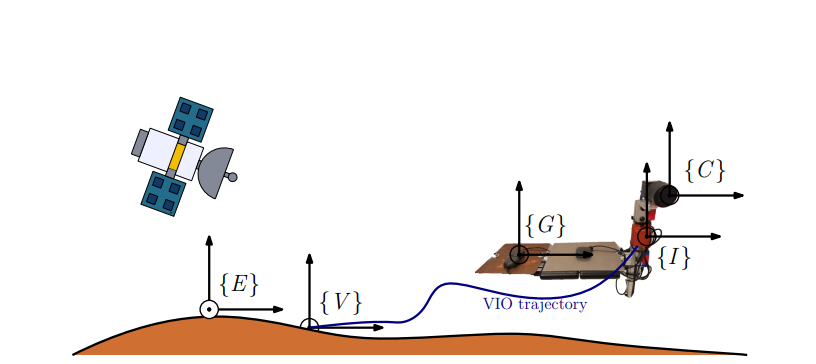 {C}
{G}
{I}
{E}
{V}
VIO trajectory